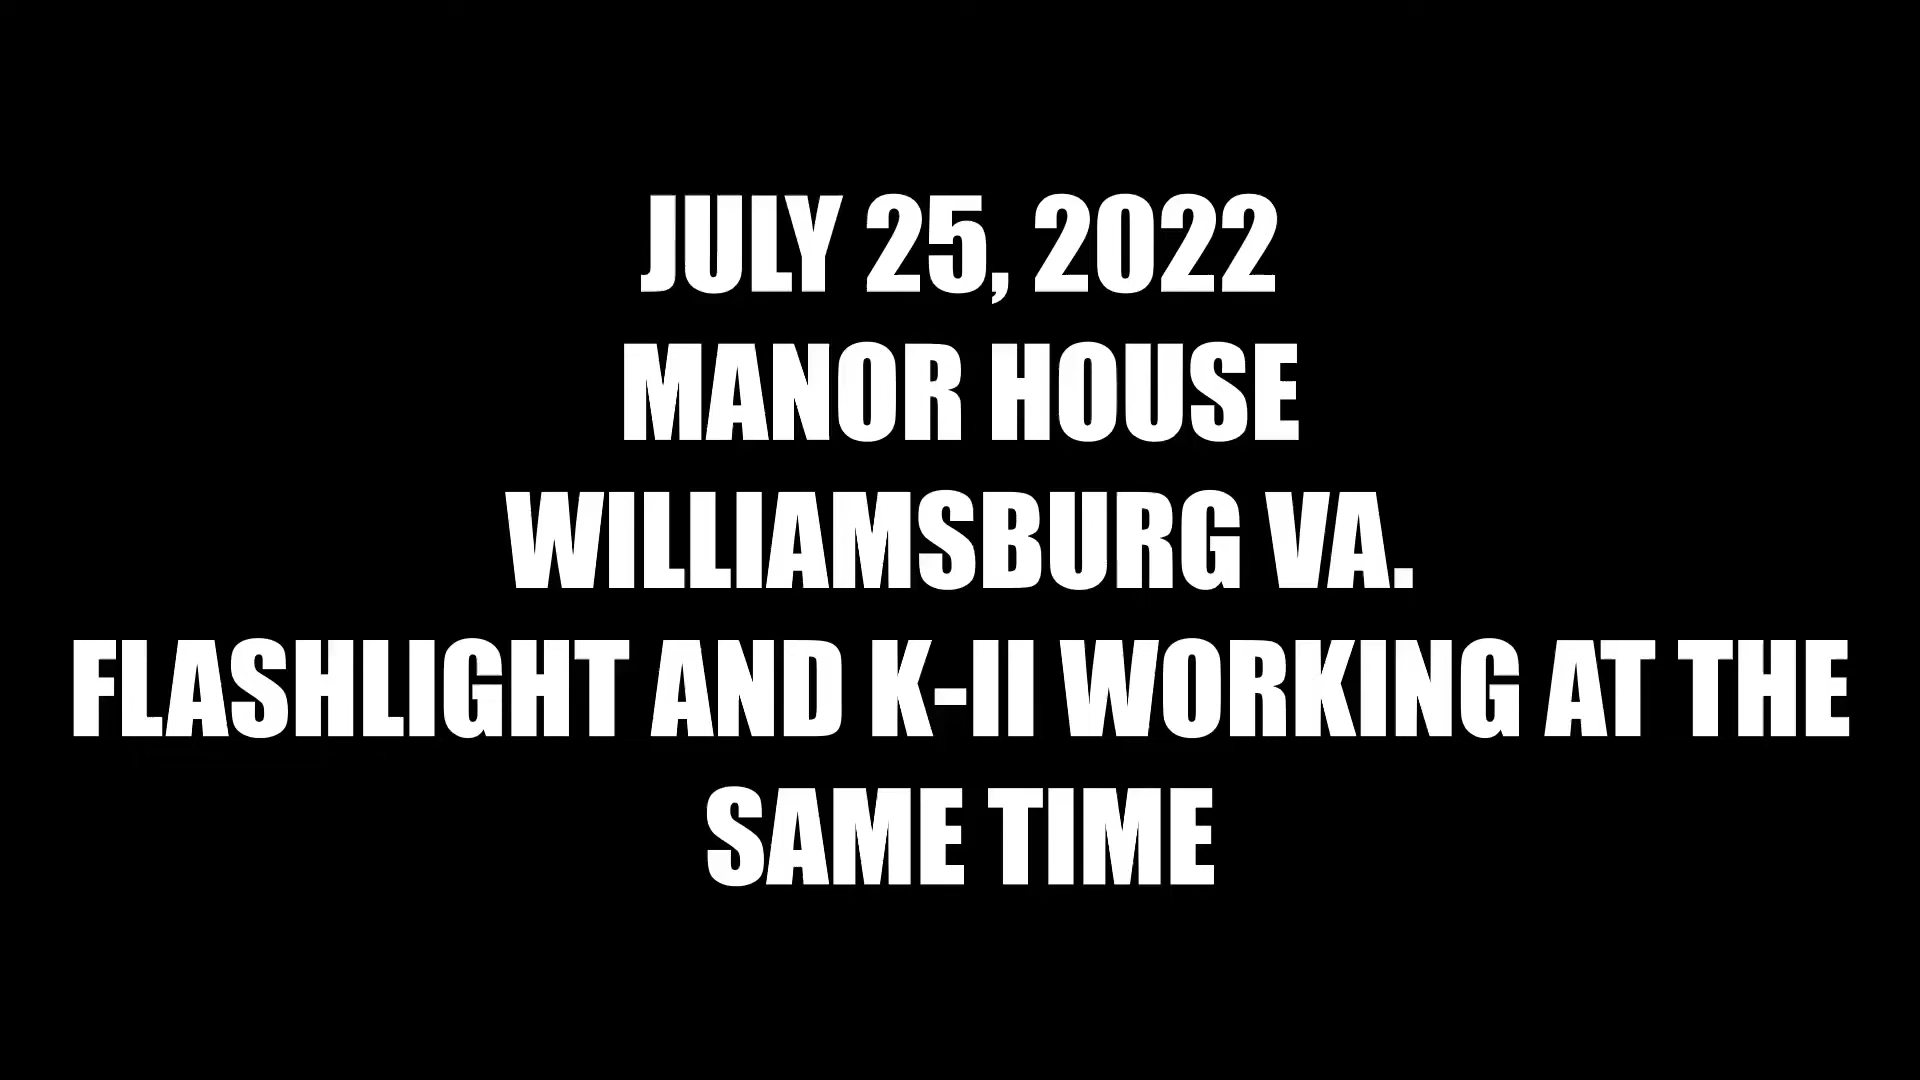 JULY 25, 2022
MANOR HOUSE
WILLIAMSBURG VA.
FLASHLIGHT AND K-II WORKING AT THE
SAME TIME